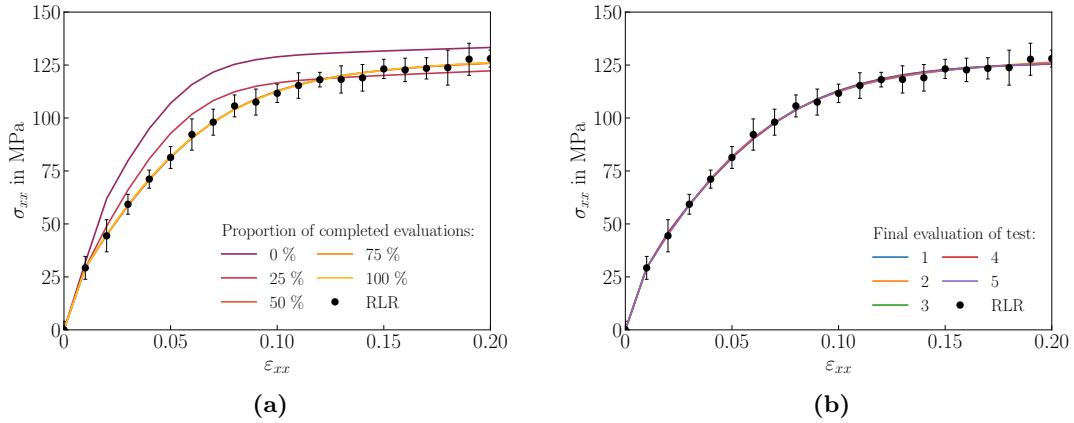 150
125
100
75
50
25
0
σxx in MPa
Proportion of completed evaluations:
0 %
25 %
50 %
75 %
100 %
RLR
0 0.05 0.10 0.15 0.20
εxx
(a)
150
125
100
75
50
25
0
σxx in MPa
Final evaluation of test:
1
2
3
4
5
RLR
0 0.05 0.10 0.15 0.20
εxx
(b)